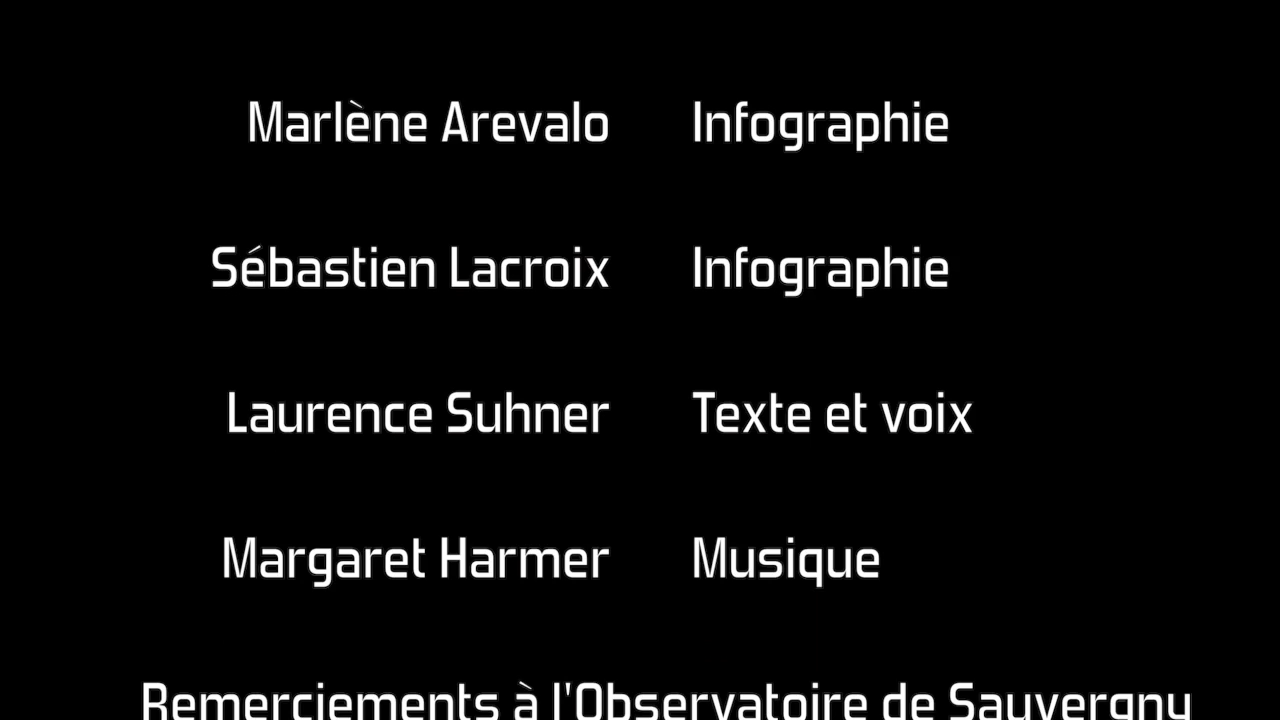 Marlène Arevalo Infographie
Sébastien Lacroix Infographie
Laurence Suhner Texte et voix
Margaret Harmer Musique
Remerciements à l'Observatoire de Sauvergny